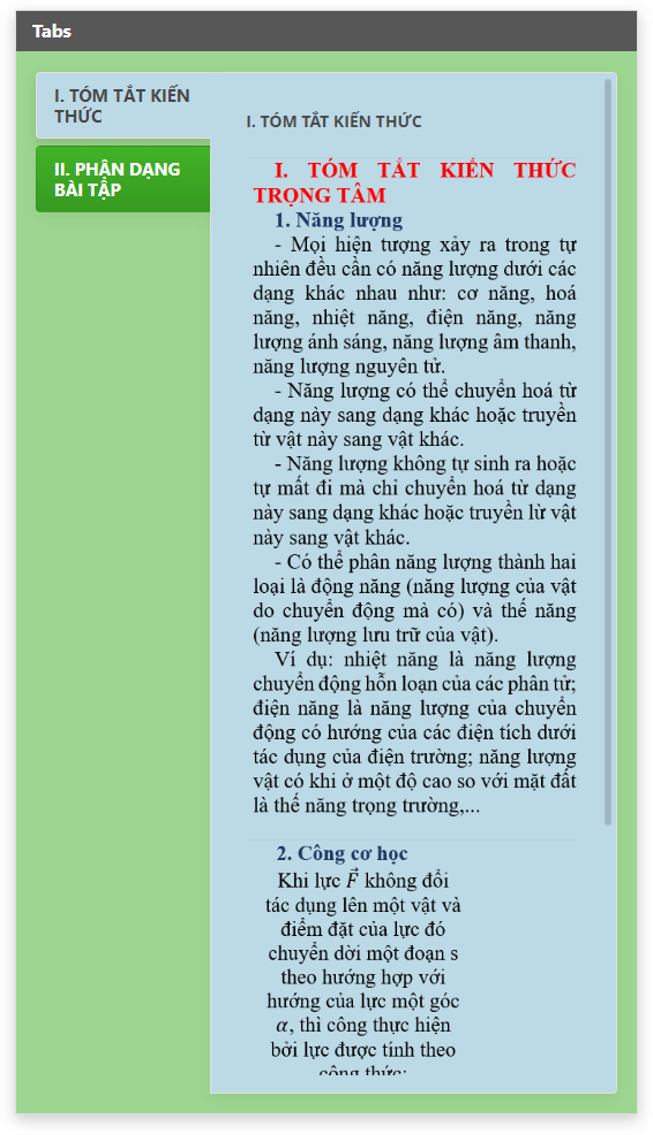 Tabs
I. TÓM TẮT KIẾN
THỨC
II. PHẬN DẠNG
BÀI TẬP
I. TÓM TẮT KIẾN THỨC
I. TÓM TẮT KIẾN THỨC
TRỌNG TÂM
1. Năng lượng
- Mọi hiện tượng xảy ra trong tự
nhiên đều cần có năng lượng dưới các
dạng khác nhau như: cơ năng, hoá
năng, nhiệt năng, điện năng, năng
lượng ánh sáng, năng lượng âm thanh,
năng lượng nguyên tử.
- Năng lượng có thể chuyển hoá từ
dạng này sang dạng khác hoặc truyền
từ vật này sang vật khác.
- Năng lượng không tự sinh ra hoặc
tự mất đi mà chỉ chuyển hoá từ dạng
này sang dạng khác hoặc truyền lừ vật
này sang vật khác.
- Có thể phân năng lượng thành hai
loại là động năng (năng lượng của vật
do chuyển động mà có) và thế năng
(năng lượng lưu trữ của vật).
Ví dụ: nhiệt năng là năng lượng
chuyển động hỗn loạn của các phân tử;
điện năng là năng lượng của chuyển
động có hướng của các điện tích dưới
tác dụng của điện trường; năng lượng
vật có khi ở một độ cao so với mặt đất
là thế năng trọng trường,...
2. Công cơ học
Khi lực F⃗ không đổi
tác dụng lên một vật và
điểm đặt của lực đó
chuyển dời một đoạn s
theo hướng hợp với
hướng của lực một góc
α, thì công thực hiện
bởi lực được tính theo
công thức: